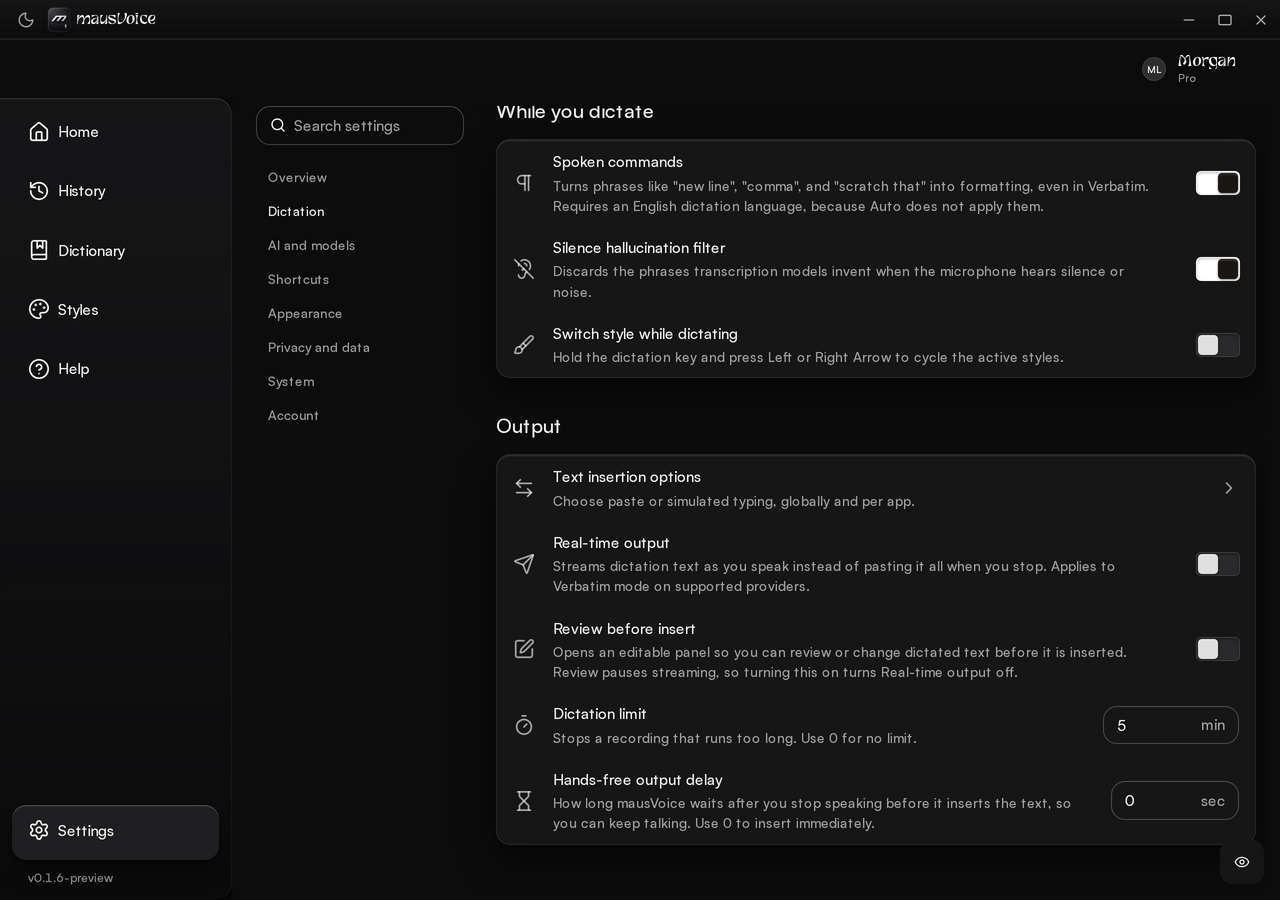 mausVoice
ML
Morgan
Pro
Home
History
Dictionary
Styles
Help
Settings
v0.1.6-preview
Search settings
Overview
Dictation
AI and models
Shortcuts
Appearance
Privacy and data
System
Account
While you dictate
Spoken commands
Turns phrases like "new line", "comma", and "scratch that" into formatting, even in Verbatim.
Requires an English dictation language, because Auto does not apply them.
Silence hallucination filter
Discards the phrases transcription models invent when the microphone hears silence or
noise.
Switch style while dictating
Hold the dictation key and press Left or Right Arrow to cycle the active styles.
Output
Text insertion options
Choose paste or simulated typing, globally and per app.
Real-time output
Streams dictation text as you speak instead of pasting it all when you stop. Applies to
Verbatim mode on supported providers.
Review before insert
Opens an editable panel so you can review or change dictated text before it is inserted.
Review pauses streaming, so turning this on turns Real-time output off.
Dictation limit
Stops a recording that runs too long. Use 0 for no limit.
5 min
Hands-free output delay
How long mausVoice waits after you stop speaking before it inserts the text, so
you can keep talking. Use 0 to insert immediately.
0 sec